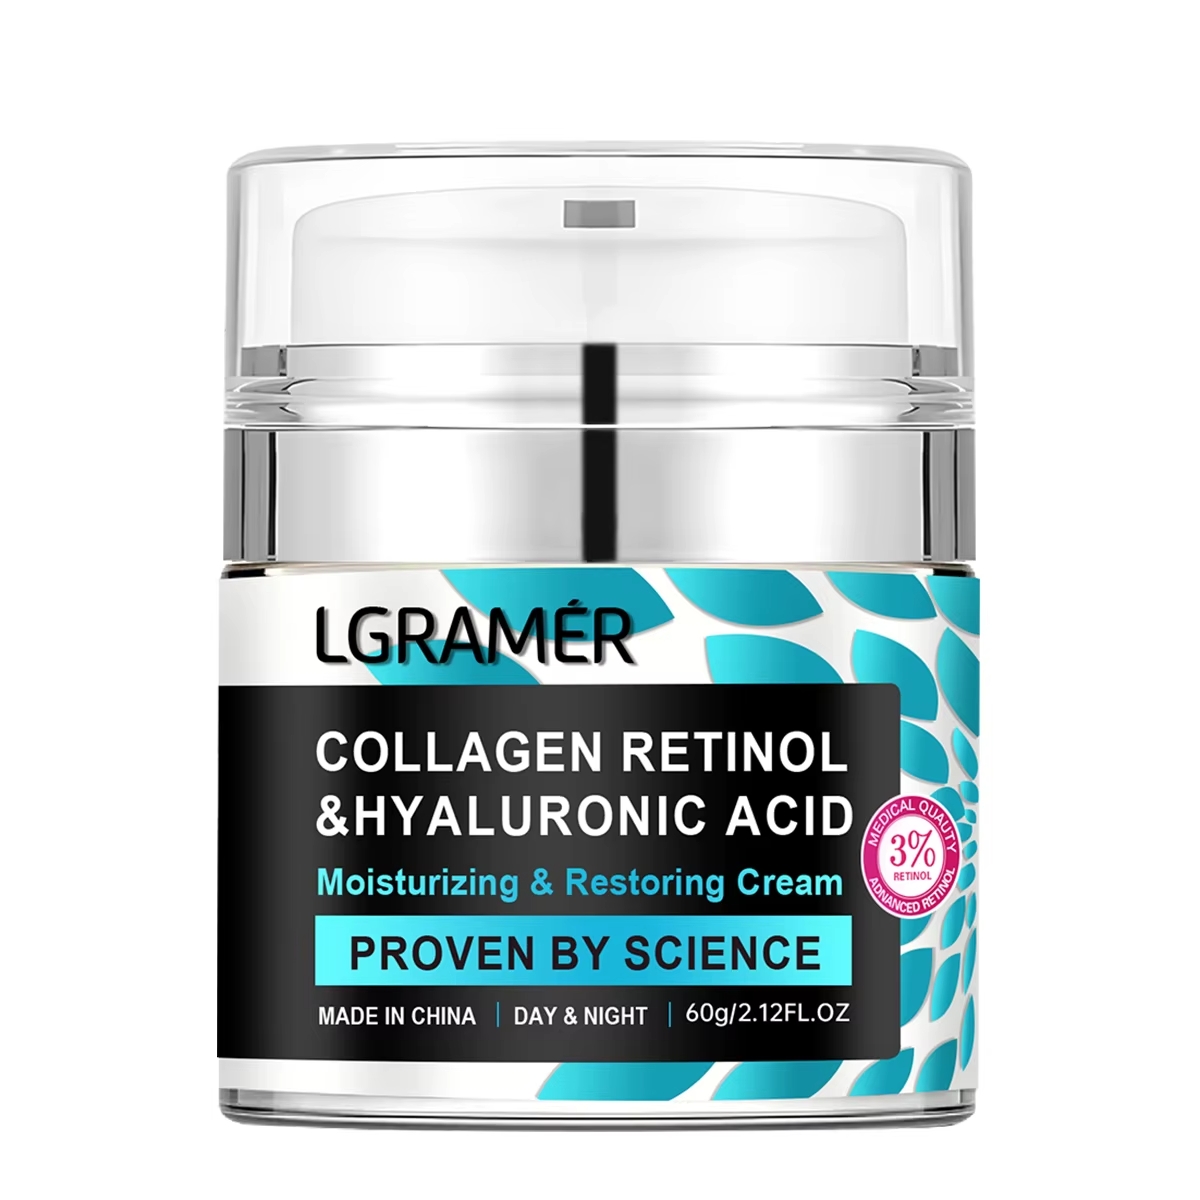 LGRAMÉR
COLLAGEN RETINOL
&HYALURONIC ACID
Moisturizing & Restoring Cream
PROVEN BY SCIENCE
MADE IN CHINA | DAY & NIGHT | 60g/2.12FL.OZ
MEDICAL QUAUTY
3%
RETINOL
ADVANCED RETINOL